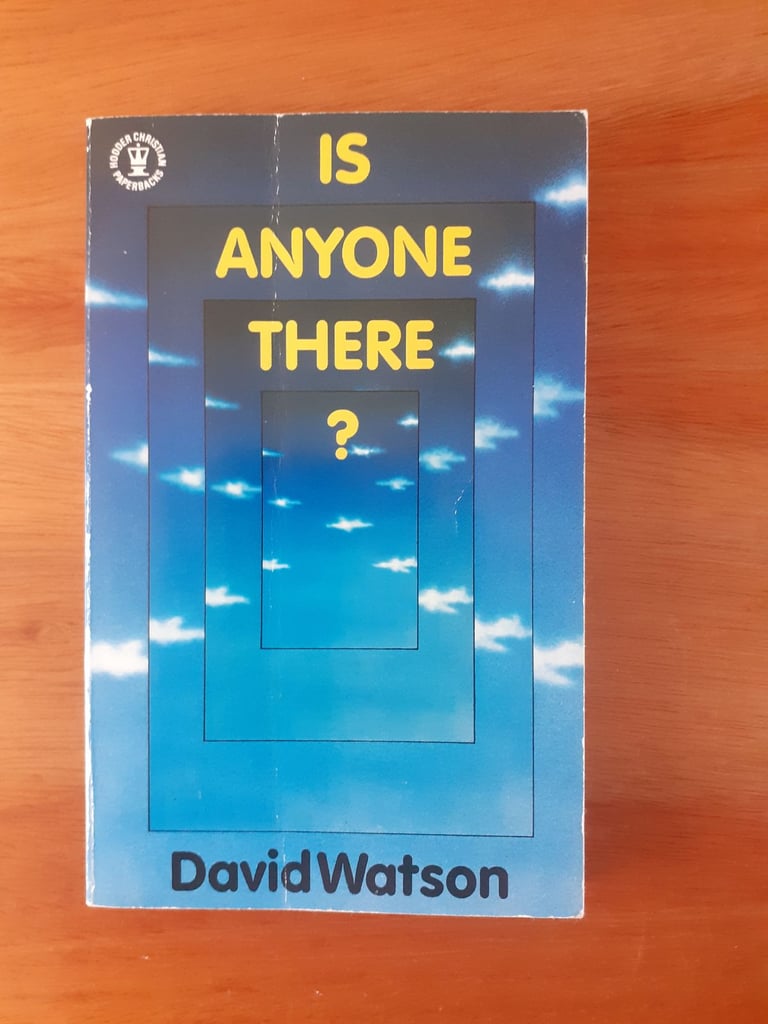 HODDER CHRISTIAN
PAPERBACKS
IS
ANYONE
THERE
?
David Watson